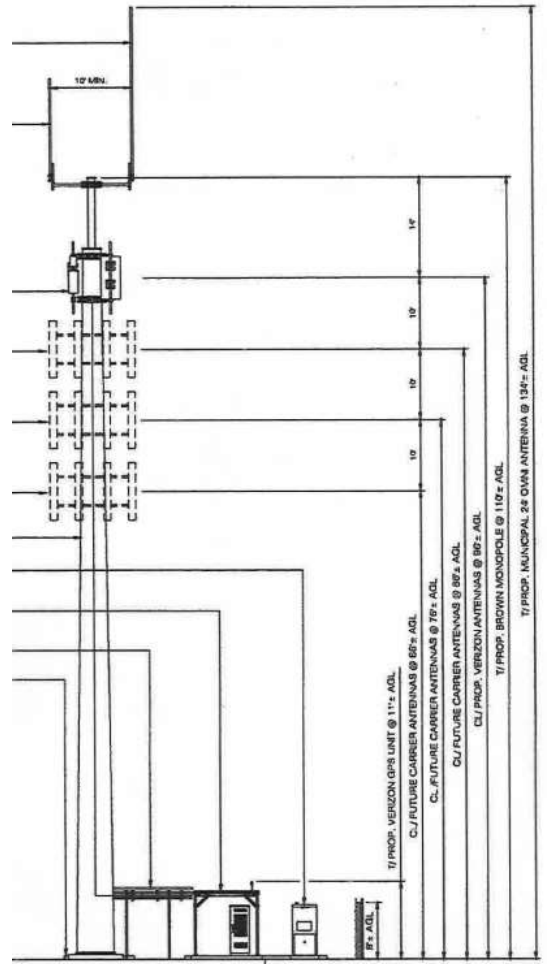 10' MIN.
14'
10'
10'
10'
8'± AGL
T/ PROP. VERIZON GPS UNIT @ 11'± AGL
C.L/ FUTURE CARRIER ANTENNAS @ 66'± AGL
C.L./FUTURE CARRIER ANTENNAS @ 76'± AGL
C.L/ FUTURE CARRIER ANTENNAS @ 86'± AGL
C.L/ PROP. VERIZON ANTENNAS @ 96'± AGL
T/ PROP. BROWN MONOPOLE @ 110'± AGL
T/ PROP. MUNICIPAL 24' OMNI ANTENNA @ 134'± AGL